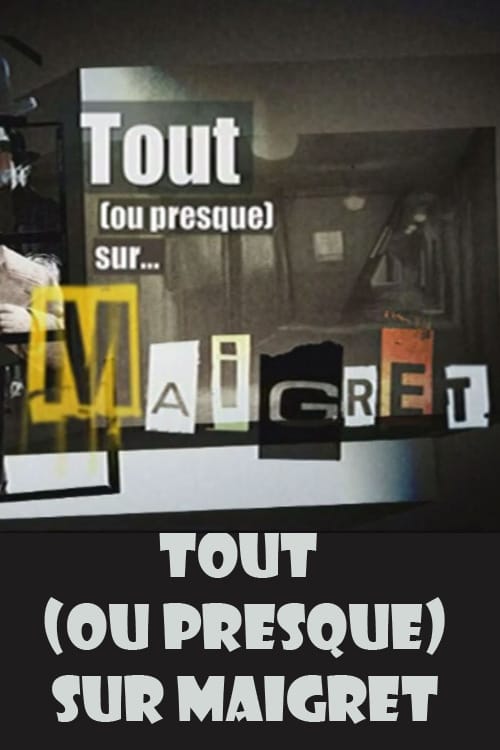 Tout
(ou presque)
sur...
MAiGRET
TOUT
(OU PRESQUE)
SUR MAIGRET